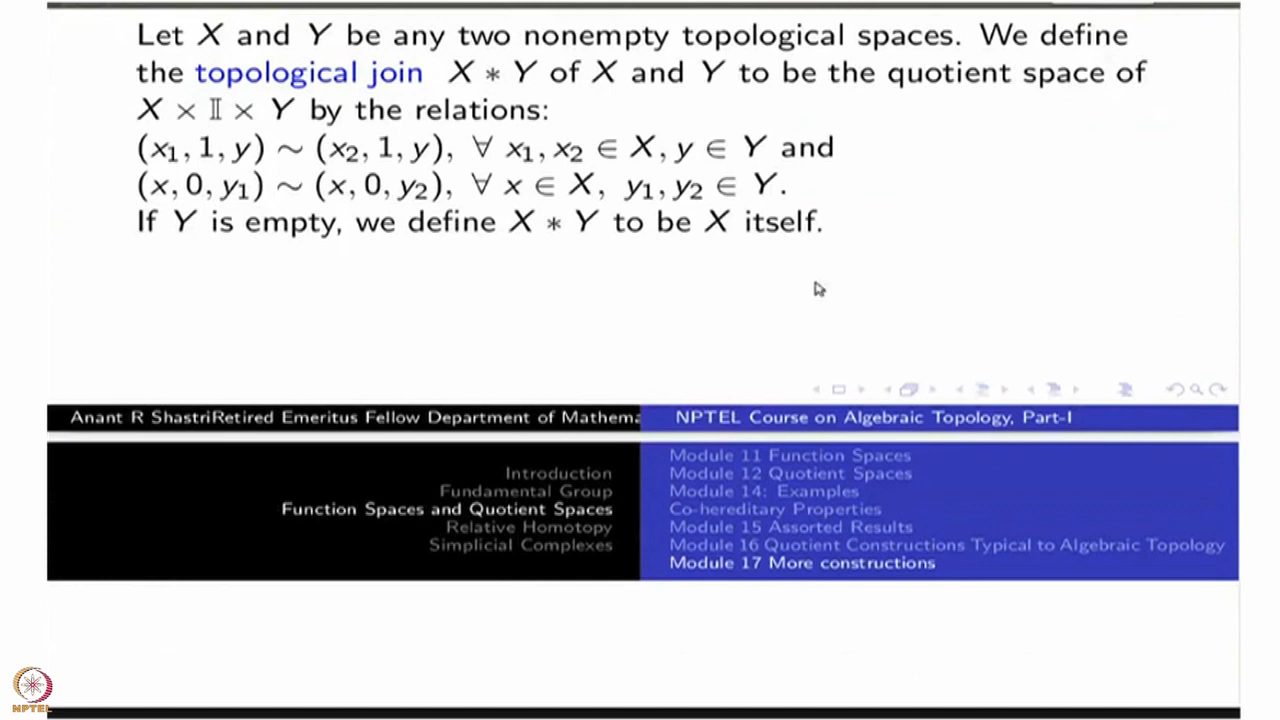 Let X and Y be any two nonempty topological spaces. We define
the topological join X ∗ Y of X and Y to be the quotient space of
X × 𝕀 × Y by the relations:
(x₁, 1, y) ∼ (x₂, 1, y), ∀ x₁, x₂ ∈ X, y ∈ Y and
(x, 0, y₁) ∼ (x, 0, y₂), ∀ x ∈ X, y₁, y₂ ∈ Y.
If Y is empty, we define X ∗ Y to be X itself.
Anant R ShastriRetired Emeritus Fellow Department of Mathema
NPTEL Course on Algebraic Topology, Part-I
Introduction
Fundamental Group
Function Spaces and Quotient Spaces
Relative Homotopy
Simplicial Complexes
Module 11 Function Spaces
Module 12 Quotient Spaces
Module 14: Examples
Co-hereditary Properties
Module 15 Assorted Results
Module 16 Quotient Constructions Typical to Algebraic Topology
Module 17 More constructions
NPTEL